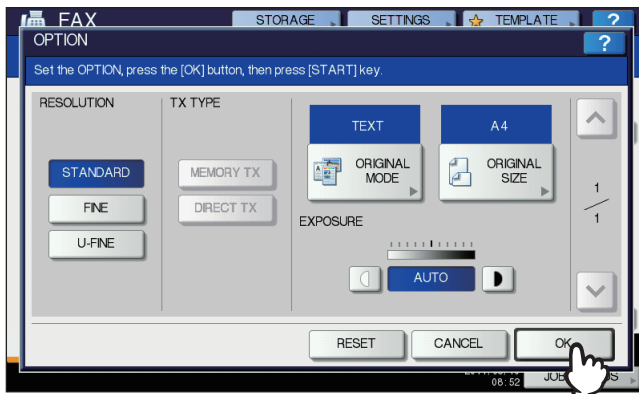 FAX
STORAGE
SETTINGS
TEMPLATE
?
OPTION
?
Set the OPTION, press the [OK] button, then press [START] key.
RESOLUTION
TX TYPE
TEXT
A4
STANDARD
MEMORY TX
ORIGINAL
MODE
ORIGINAL
SIZE
FINE
DIRECT TX
1
1
U-FINE
EXPOSURE
AUTO
RESET
CANCEL
OK
08:52